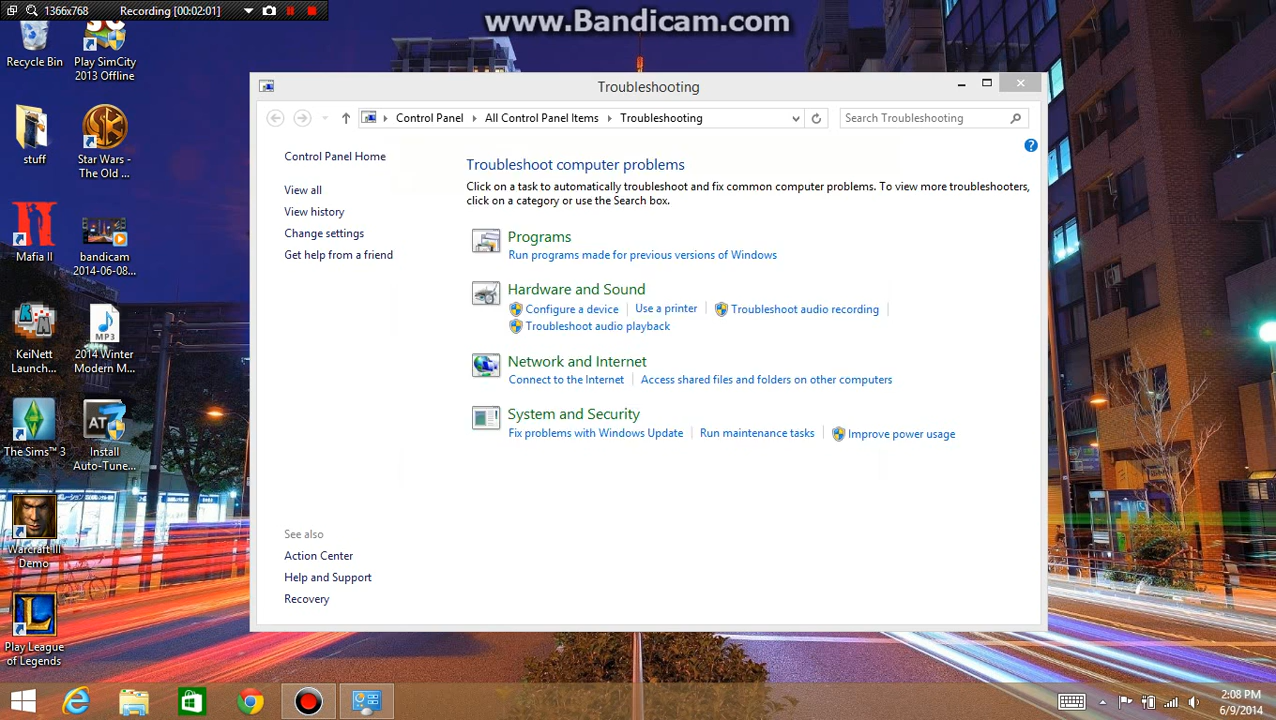 1366x768 Recording [00:02:01]
www.Bandicam.com
Recycle Bin
Play SimCity
2013 Offline
stuff
Star Wars -
The Old ...
Mafia II
bandicam
2014-06-08...
KeiNett
Launch...
MP3
2014 Winter
Modern M...
The Sims™ 3
AT
Install
Auto-Tune...
Warcraft III
Demo
Play League
of Legends
Troubleshooting
Control Panel All Control Panel Items Troubleshooting
Search Troubleshooting
Control Panel Home
View all
View history
Change settings
Get help from a friend
See also
Action Center
Help and Support
Recovery
Troubleshoot computer problems
Click on a task to automatically troubleshoot and fix common computer problems. To view more troubleshooters,
click on a category or use the Search box.
Programs
Run programs made for previous versions of Windows
Hardware and Sound
Configure a device Use a printer Troubleshoot audio recording
Troubleshoot audio playback
Network and Internet
Connect to the Internet Access shared files and folders on other computers
System and Security
Fix problems with Windows Update Run maintenance tasks Improve power usage
2:08 PM
6/9/2014